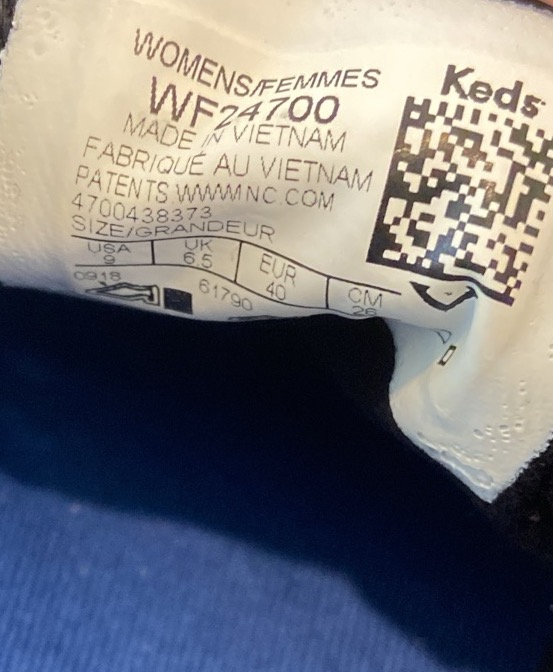 WOMENS/FEMMES
WF24700
MADE IN VIETNAM
FABRIQUÉ AU VIETNAM
PATENTS WWWNC.COM
4700438373
SIZE/GRANDEUR
USA UK EUR CM
9 6.5 40 26
0918 61790
Keds